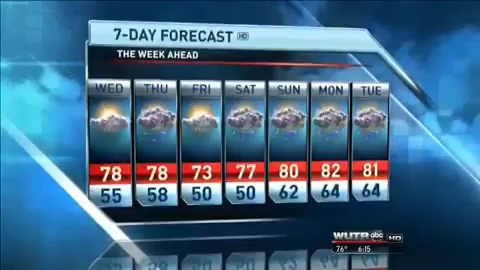 7-DAY FORECAST HD
THE WEEK AHEAD
WED THU FRI SAT SUN MON TUE
78 78 73 77 80 82 81
55 58 50 50 62 64 64
WUTR abc HD
76° 6:15